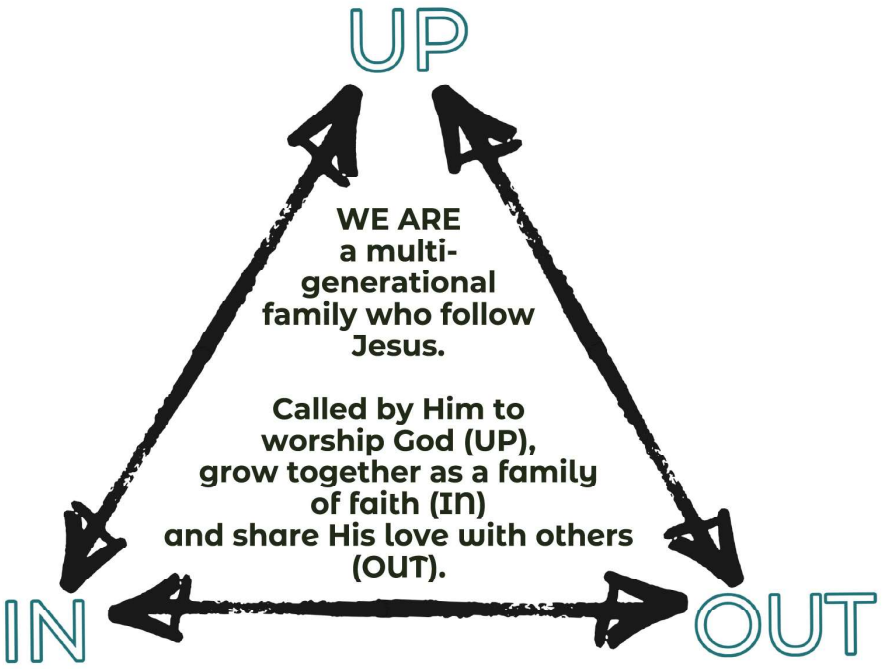 UP
WE ARE
a multi-
generational
family who follow
Jesus.
Called by Him to
worship God (UP),
grow together as a family
of faith (IN)
and share His love with others
(OUT).
IN
OUT